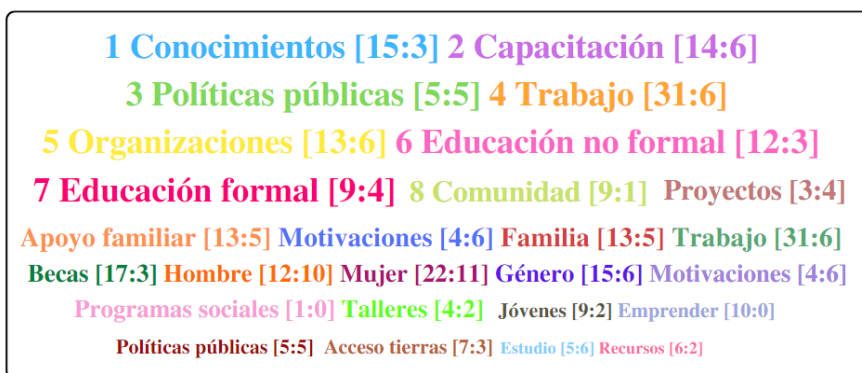 1 Conocimientos [15:3] 2 Capacitación [14:6]
3 Políticas públicas [5:5] 4 Trabajo [31:6]
5 Organizaciones [13:6] 6 Educación no formal [12:3]
7 Educación formal [9:4] 8 Comunidad [9:1] Proyectos [3:4]
Apoyo familiar [13:5] Motivaciones [4:6] Familia [13:5] Trabajo [31:6]
Becas [17:3] Hombre [12:10] Mujer [22:11] Género [15:6] Motivaciones [4:6]
Programas sociales [1:0] Talleres [4:2] Jóvenes [9:2] Emprender [10:0]
Políticas públicas [5:5] Acceso tierras [7:3] Estudio [5:6] Recursos [6:2]